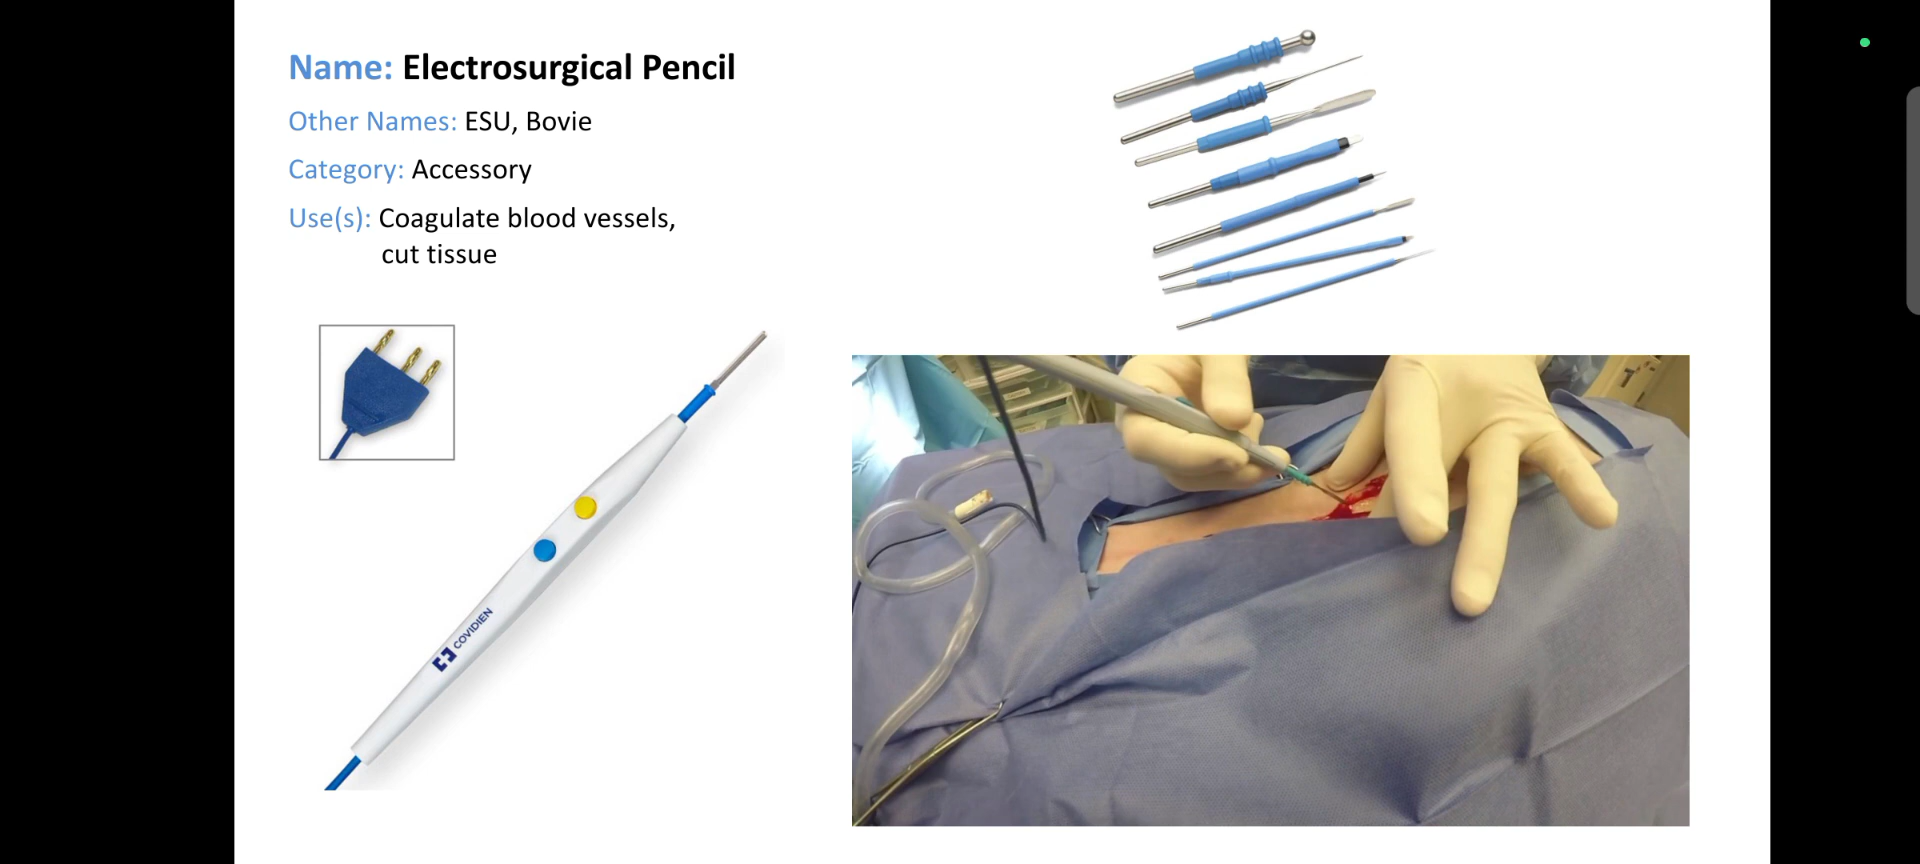 Name: Electrosurgical Pencil
Other Names: ESU, Bovie
Category: Accessory
Use(s): Coagulate blood vessels,
cut tissue
COVIDIEN